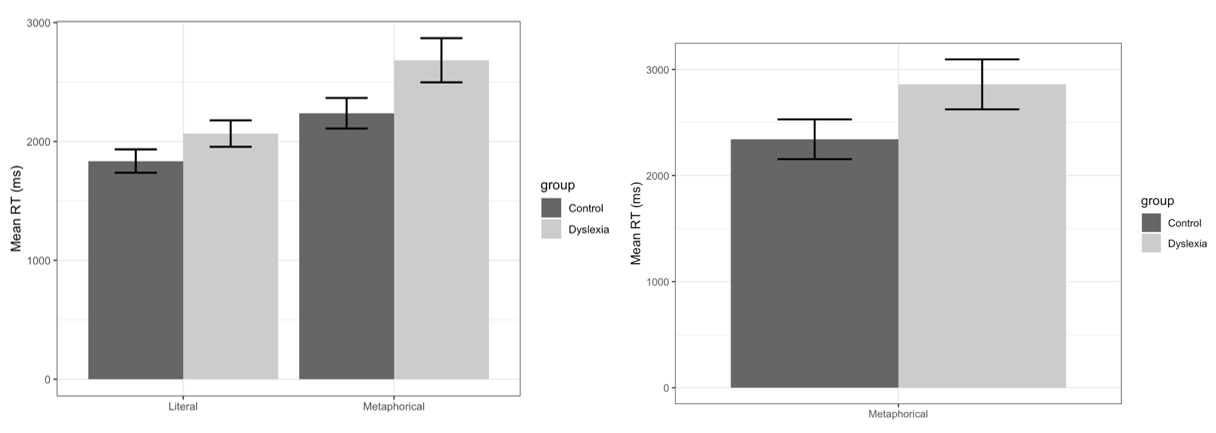 3000
2000
1000
0
Mean RT (ms)
Literal
Metaphorical
group
Control
Dyslexia
3000
2000
1000
0
Mean RT (ms)
Metaphorical
group
Control
Dyslexia